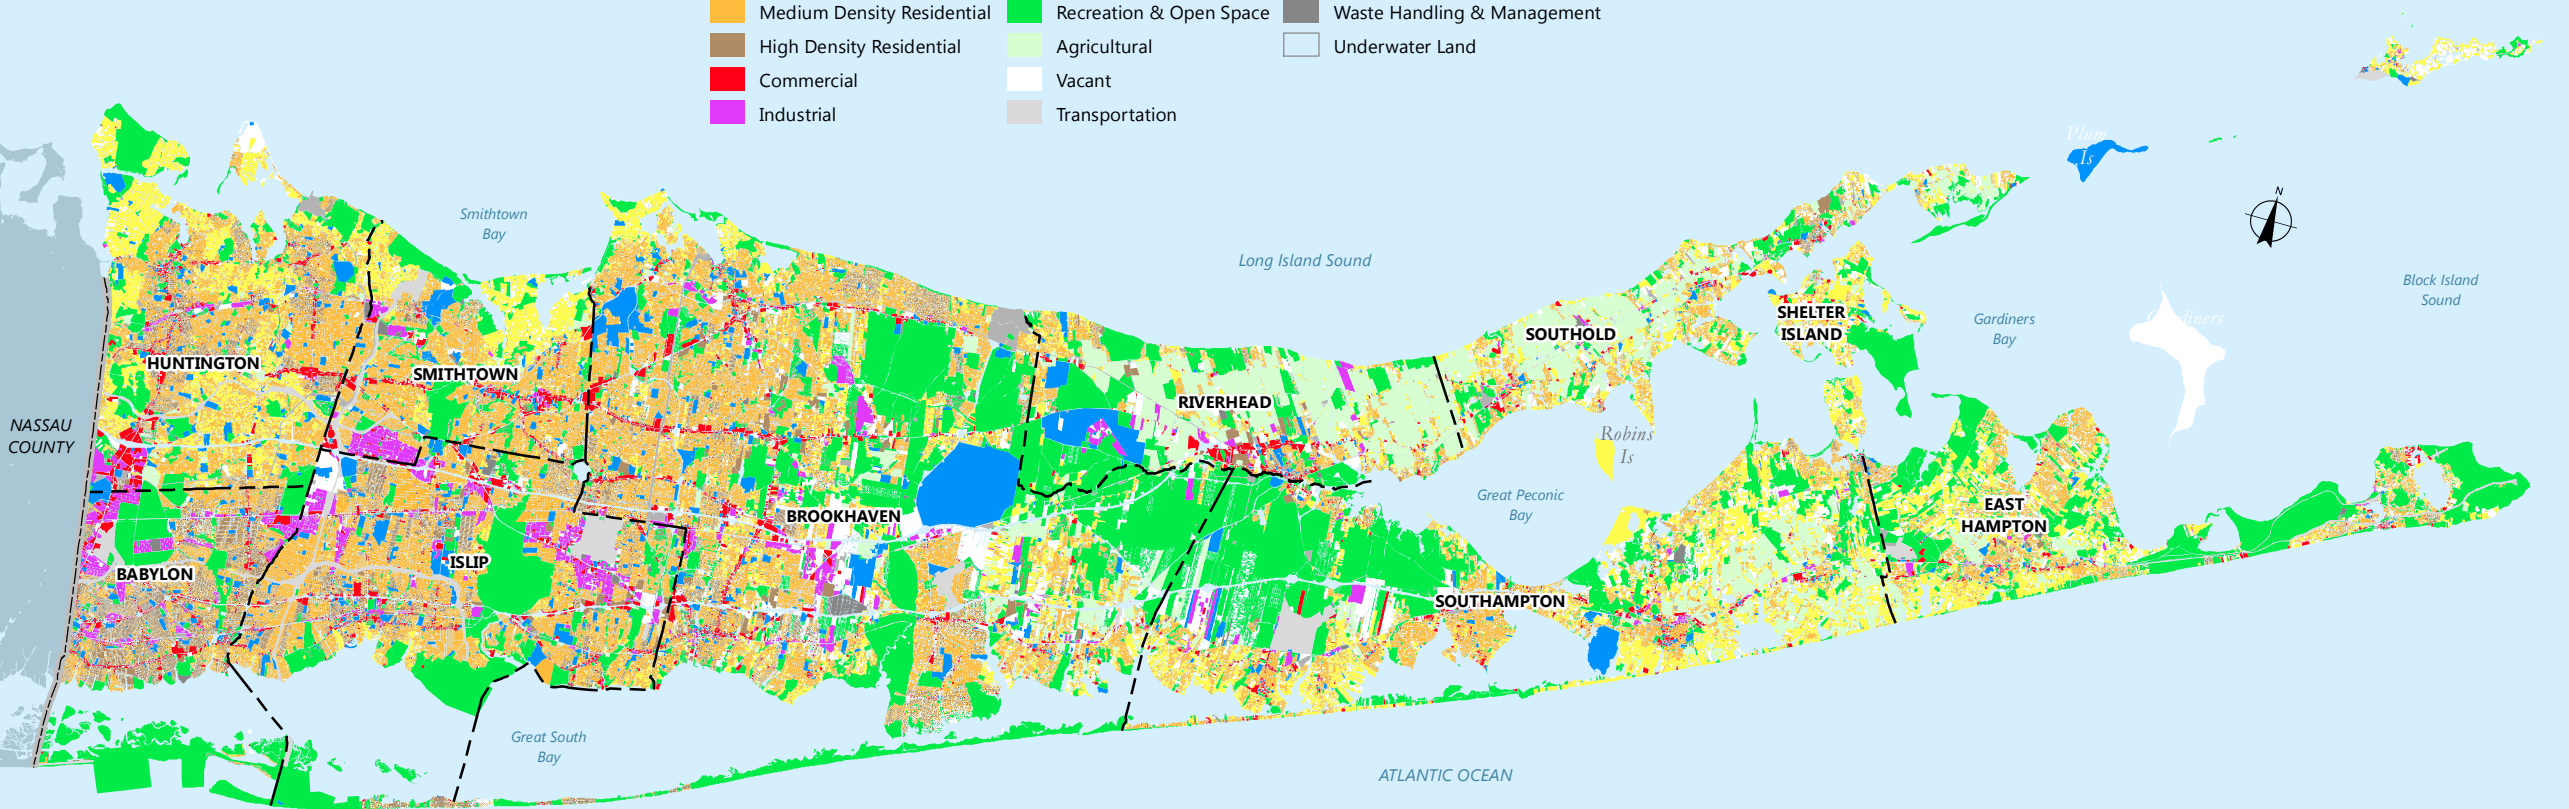 Medium Density Residential
Recreation & Open Space
Waste Handling & Management
High Density Residential
Agricultural
Underwater Land
Commercial
Vacant
Industrial
Transportation
Plum
Is
N
Smithtown
Bay
Long Island Sound
Block Island
Sound
Gardiners
Bay
SHELTER
ISLAND
SOUTHOLD
HUNTINGTON
SMITHTOWN
RIVERHEAD
NASSAU
COUNTY
Robins
Is
Great Peconic
Bay
EAST
HAMPTON
BROOKHAVEN
ISLIP
BABYLON
SOUTHAMPTON
Great South
Bay
ATLANTIC OCEAN